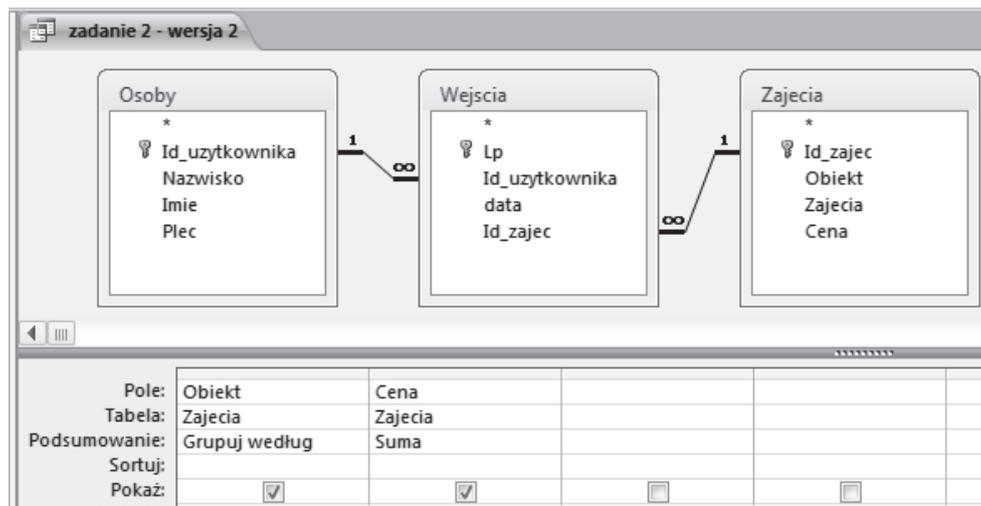 zadanie 2 - wersja 2
Osoby
*
Id_uzytkownika
Nazwisko
Imie
Plec
1
∞
Wejscia
*
Lp
Id_uzytkownika
data
Id_zajec
∞
1
Zajecia
*
Id_zajec
Obiekt
Zajecia
Cena
Pole: Obiekt Cena
Tabela: Zajecia Zajecia
Podsumowanie: Grupuj według Suma
Sortuj:
Pokaż: